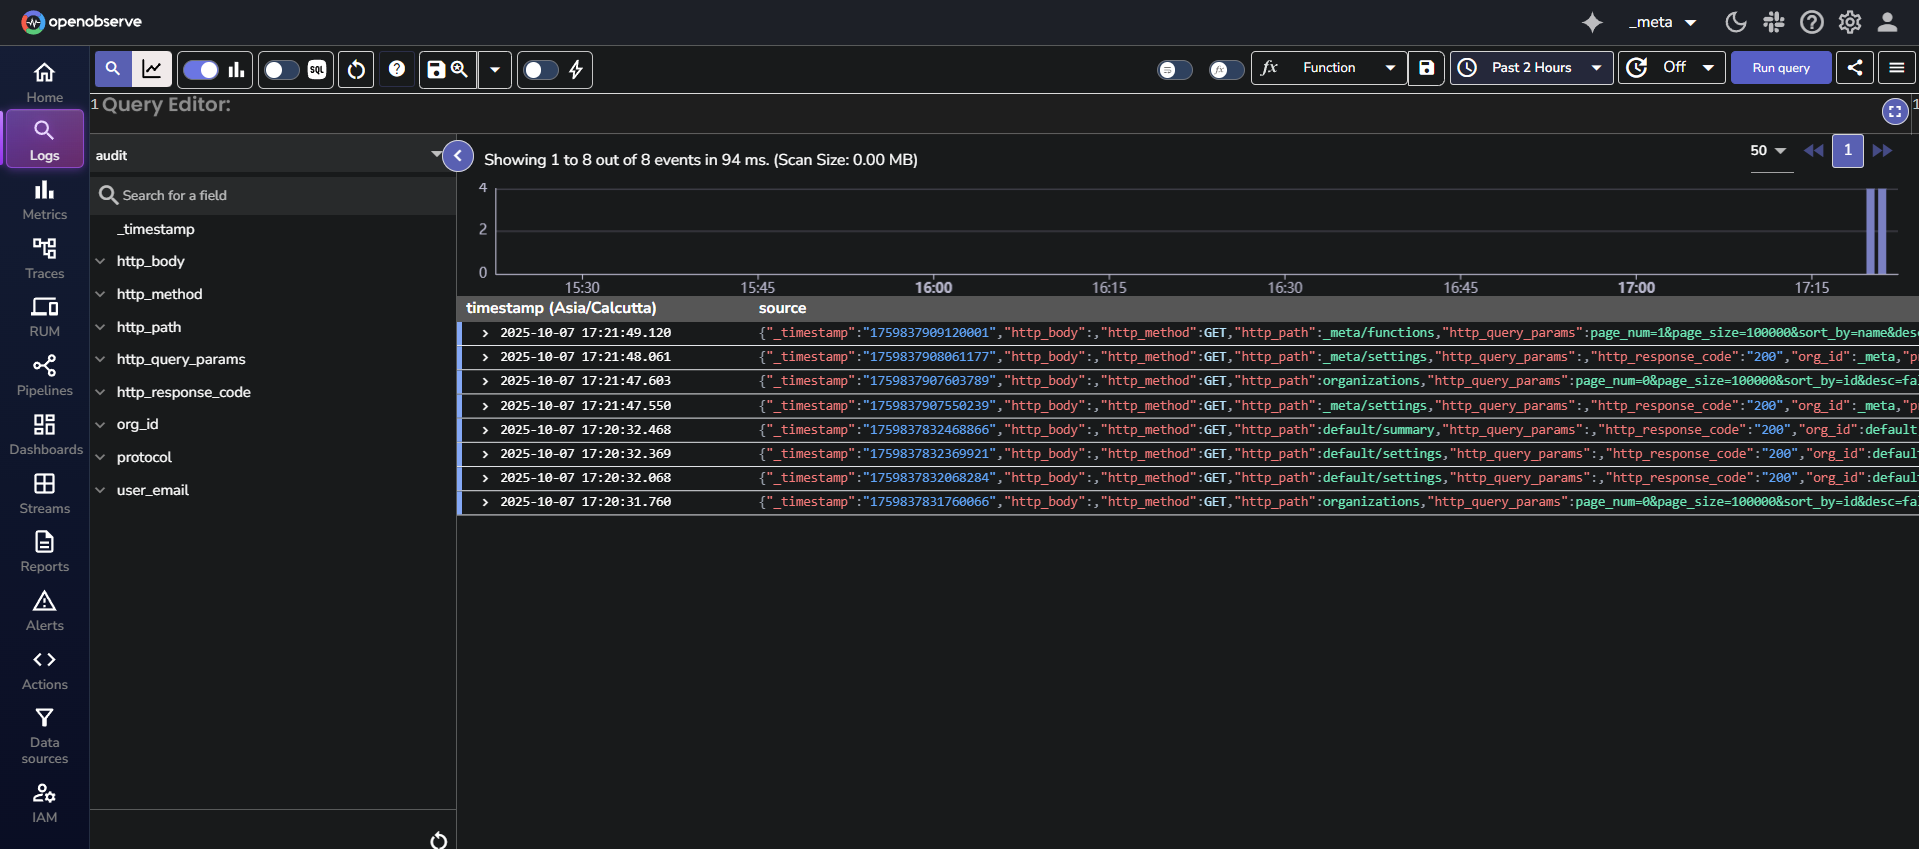 openobserve
_meta
Home
Logs
Metrics
Traces
RUM
Pipelines
Dashboards
Streams
Reports
Alerts
Actions
Data
sources
IAM
SQL
fx
fx Function
Past 2 Hours
Off
Run query
1 Query Editor:
1
audit
Search for a field
_timestamp
http_body
http_method
http_path
http_query_params
http_response_code
org_id
protocol
user_email
Showing 1 to 8 out of 8 events in 94 ms. (Scan Size: 0.00 MB)
50
1
4
2
0
15:30 15:45 16:00 16:15 16:30 16:45 17:00 17:15
timestamp (Asia/Calcutta) source
2025-10-07 17:21:49.120 {"_timestamp":"1759837909120001","http_body":,"http_method":GET,"http_path":_meta/functions,"http_query_params":page_num=1&page_size=100000&sort_by=name&desc
2025-10-07 17:21:48.061 {"_timestamp":"1759837908061177","http_body":,"http_method":GET,"http_path":_meta/settings,"http_query_params":,"http_response_code":"200","org_id":_meta,"p
2025-10-07 17:21:47.603 {"_timestamp":"1759837907603789","http_body":,"http_method":GET,"http_path":organizations,"http_query_params":page_num=0&page_size=100000&sort_by=id&desc=fa
2025-10-07 17:21:47.550 {"_timestamp":"1759837907550239","http_body":,"http_method":GET,"http_path":_meta/settings,"http_query_params":,"http_response_code":"200","org_id":_meta,"p
2025-10-07 17:20:32.468 {"_timestamp":"1759837832468866","http_body":,"http_method":GET,"http_path":default/summary,"http_query_params":,"http_response_code":"200","org_id":default
2025-10-07 17:20:32.369 {"_timestamp":"1759837832369921","http_body":,"http_method":GET,"http_path":default/settings,"http_query_params":,"http_response_code":"200","org_id":defaul
2025-10-07 17:20:32.068 {"_timestamp":"1759837832068284","http_body":,"http_method":GET,"http_path":default/settings,"http_query_params":,"http_response_code":"200","org_id":defaul
2025-10-07 17:20:31.760 {"_timestamp":"1759837831760066","http_body":,"http_method":GET,"http_path":organizations,"http_query_params":page_num=0&page_size=100000&sort_by=id&desc=fa